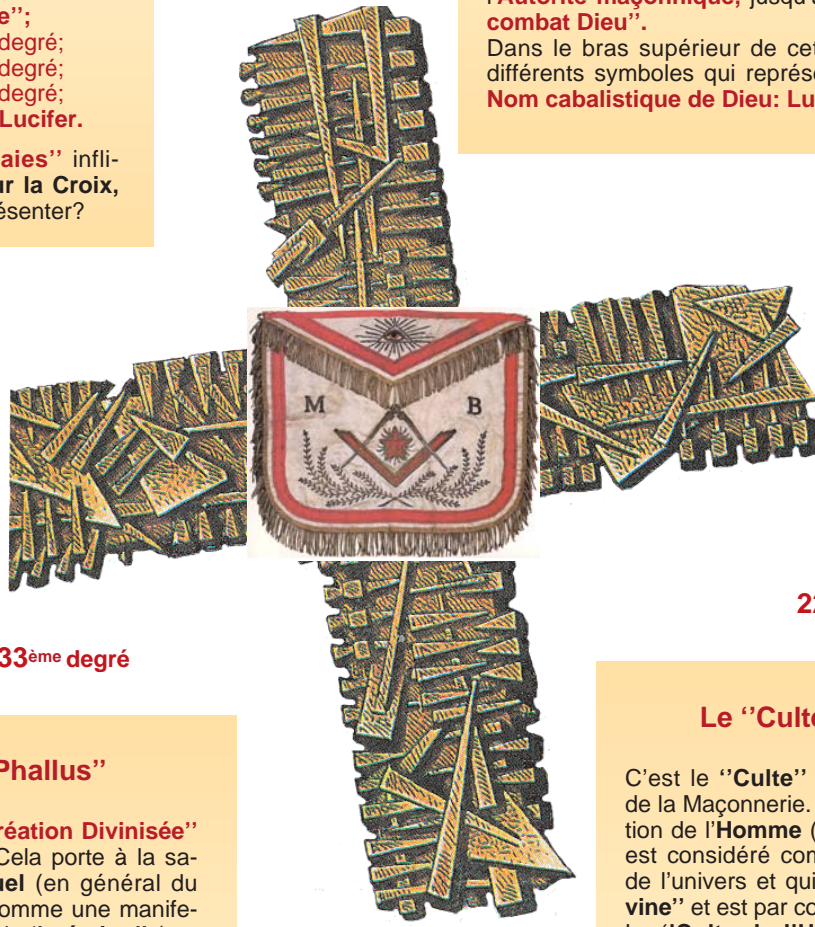 e'';
degré;
degré;
degré;
Lucifer.
aies'' infli-
ur la Croix,
ésenter?
l'Autorité maçonnique, jusqu'
combat Dieu''.
Dans le bras supérieur de cet
différents symboles qui représe
Nom cabalistique de Dieu: Lu
M B
33ème degré
22
Phallus''
réation Divinisée''
Cela porte à la sa-
uel (en général du
omme une manife-
Le ‘‘Culte
C'est le ‘‘Culte''
de la Maçonnerie.
tion de l'Homme (
est considéré com
de l'univers et qui
vine'' et est par co